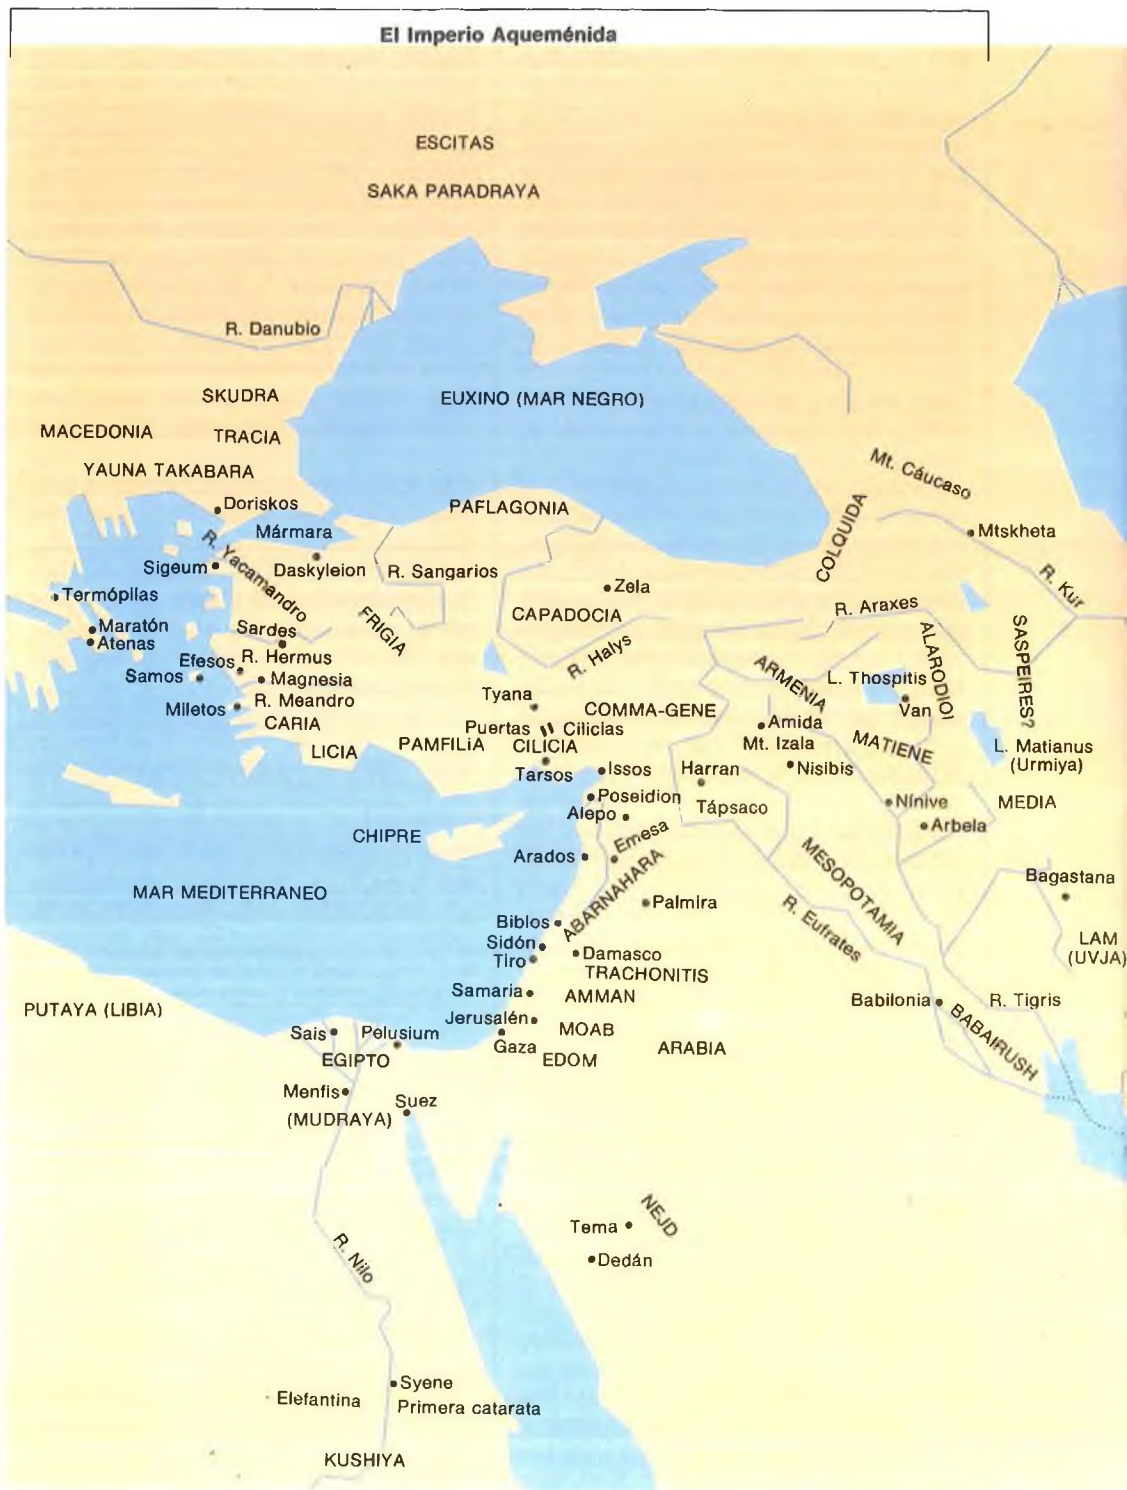 El Imperio Aqueménida
ESCITAS
SAKA PARADRAYA
R. Danubio
SKUDRA
EUXINO (MAR NEGRO)
MACEDONIA
TRACIA
YAUNA TAKABARA
Mt. Cáucaso
Doriskos
PAFLAGONIA
Mármara
COLQUIDA
Mtskheta
R. Yacamandro
Sigeum
Daskyleion
R. Sangarios
Zela
R. Kur
Termópilas
CAPADOCIA
R. Araxes
FRIGIA
Maratón
Atenas
Sardes
R. Halys
ALARODIOI
SASPEIRES?
Efesos
R. Hermus
ARMENIA
L. Thospitis
Samos
Magnesia
Tyana
Van
Miletos
R. Meandro
COMMA-GENE
CARIA
Puertas
Cilicias
Amida
LICIA
PAMFILIA
CILICIA
Mt. Izala
MATIENE
L. Matianus
(Urmiya)
Tarsos
Issos
Harran
Nisibis
Poseidion
Tápsaco
Nínive
MEDIA
Alepo
Arbela
CHIPRE
Emesa
Arados
MESOPOTAMIA
ABARNAHARA
Bagastana
MAR MEDITERRANEO
Palmira
R. Eufrates
Biblos
Sidón
LAM
(UVJA)
Tiro
Damasco
TRACHONITIS
Samaria
AMMAN
Babilonia
R. Tigris
PUTAYA (LIBIA)
Jerusalén
MOAB
BABAIRUSH
Sais
Pelusium
Gaza
ARABIA
EGIPTO
EDOM
Menfis
Suez
(MUDRAYA)
NEJD
Tema
R. Nilo
Dedán
Syene
Elefantina
Primera catarata
KUSHIYA